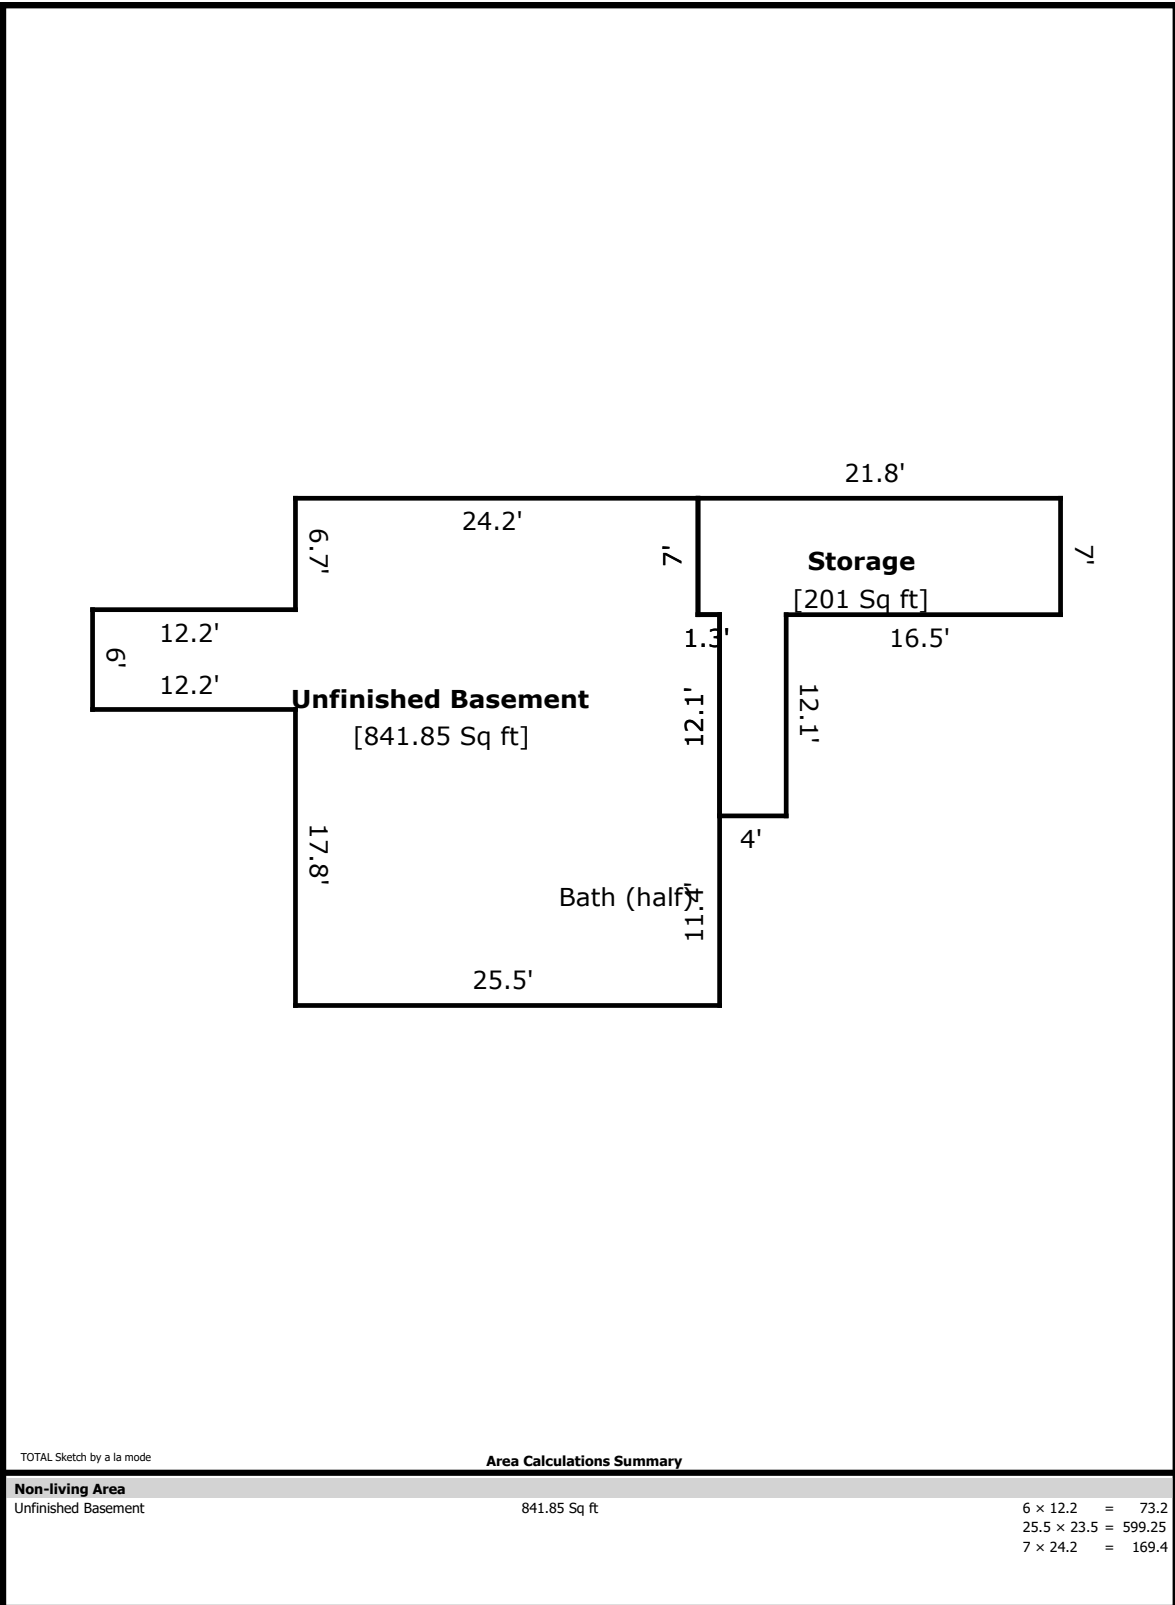 21.8'
24.2'
6.7'
7'
7'
Storage
[201 Sq ft]
12.2'
1.3'
16.5'
6'
12.2'
Unfinished Basement
[841.85 Sq ft]
12.1'
12.1'
17.8'
4'
Bath (half)
11.4'
25.5'
TOTAL Sketch by a la mode
Area Calculations Summary
Non-living Area
Unfinished Basement 841.85 Sq ft 6 × 12.2 = 73.2
25.5 × 23.5 = 599.25
7 × 24.2 = 169.4